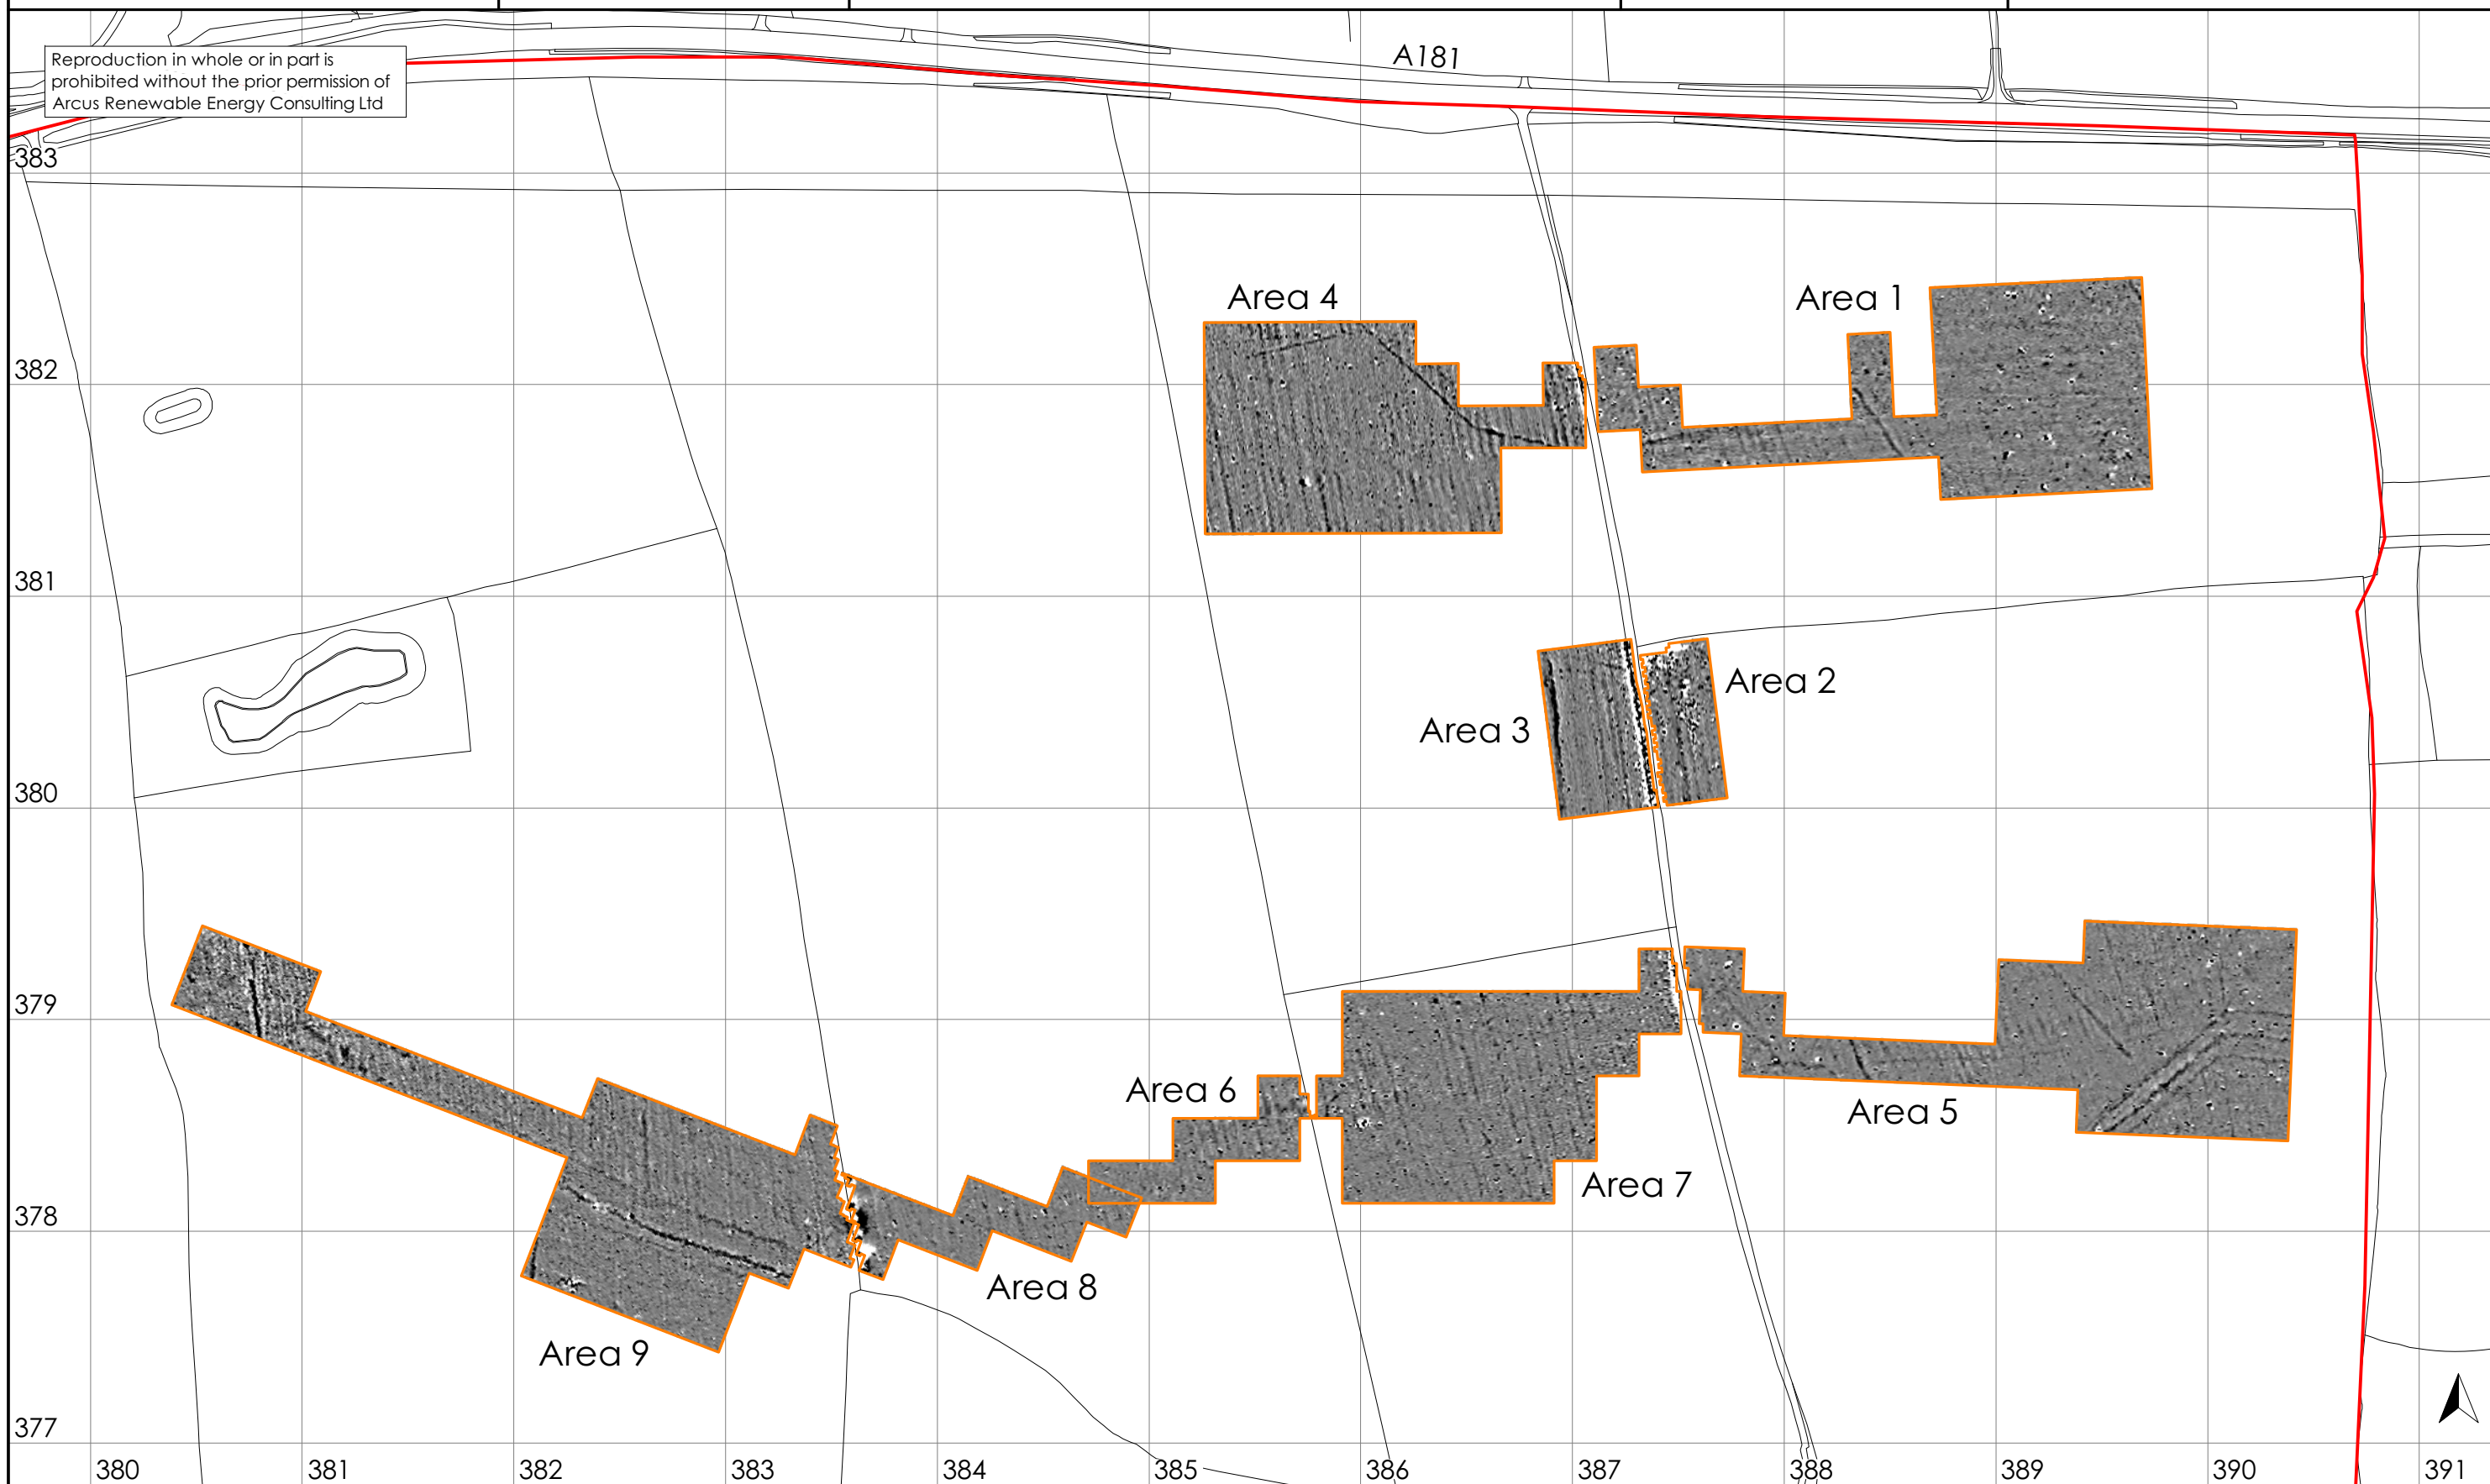 Reproduction in whole or in part is
prohibited without the prior permission of
Arcus Renewable Energy Consulting Ltd
A181
383
Area 4
Area 1
382
381
Area 2
Area 3
380
379
Area 6
Area 5
Area 7
378
Area 8
Area 9
377
380
381
382
383
384
385
386
387
388
389
390
391